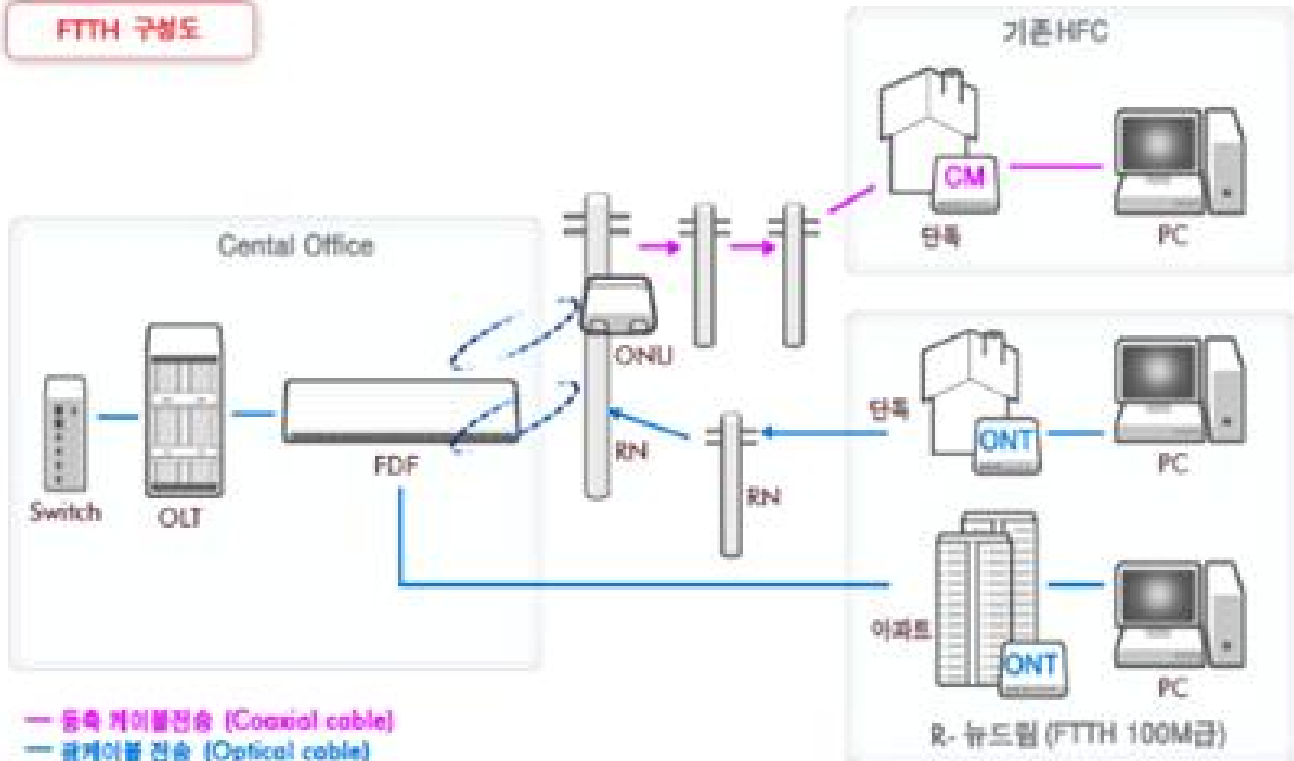 FTTH 구성도
기존HFC
CM
단독
PC
Cental Office
ONU
Switch
OLT
FDF
RN
RN
단독
ONT
PC
아파트
ONT
PC
R- 뉴드림 (FTTH 100M급)
동축 케이블전송 (Coaxial cable)
광케이블 전송 (Optical cable)